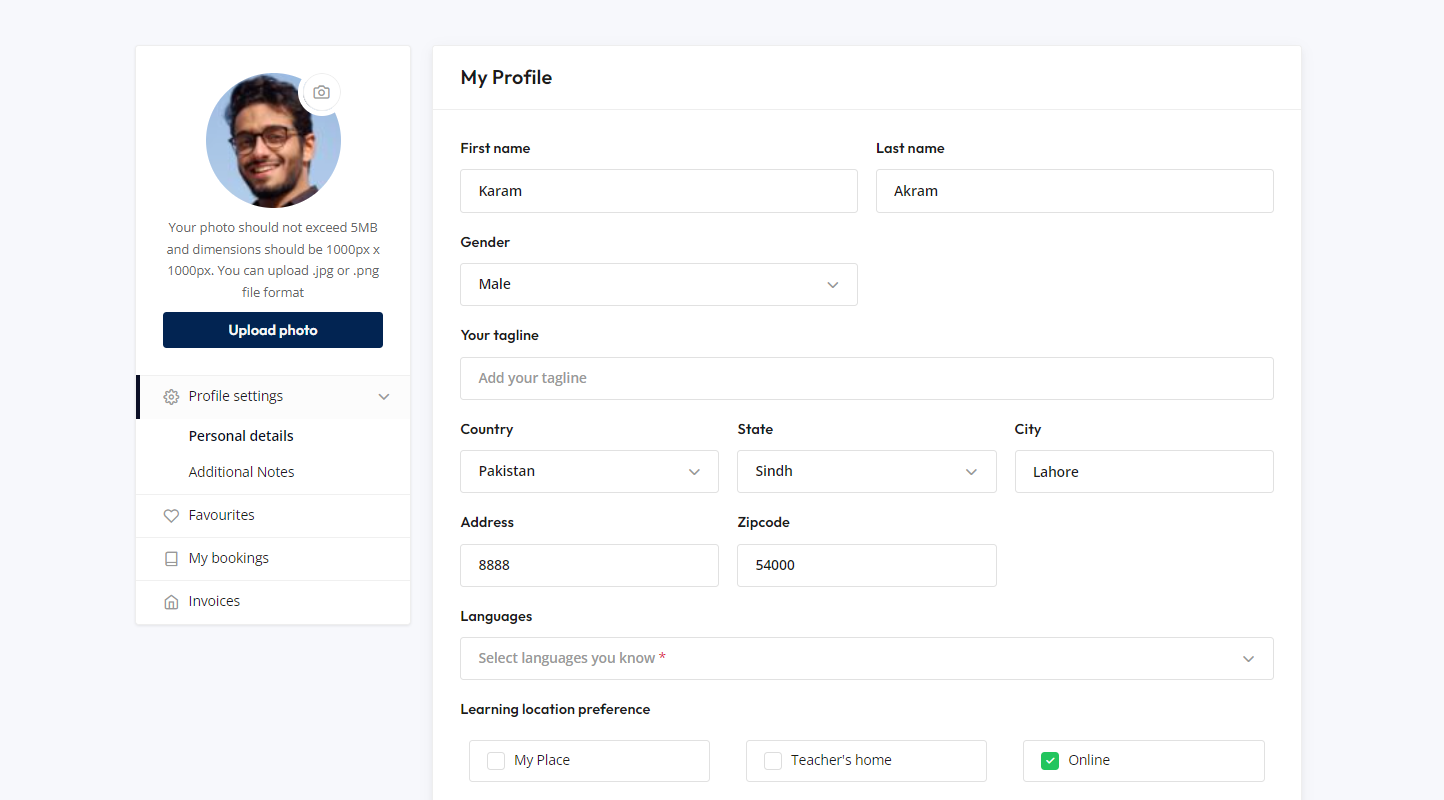 Your photo should not exceed 5MB
and dimensions should be 1000px x
1000px. You can upload .jpg or .png
file format
Upload photo
Profile settings
Personal details
Additional Notes
Favourites
My bookings
Invoices
My Profile
First name
Last name
Karam
Akram
Gender
Male
Your tagline
Add your tagline
Country
State
City
Pakistan
Sindh
Lahore
Address
Zipcode
8888
54000
Languages
Select languages you know *
Learning location preference
My Place
Teacher's home
Online